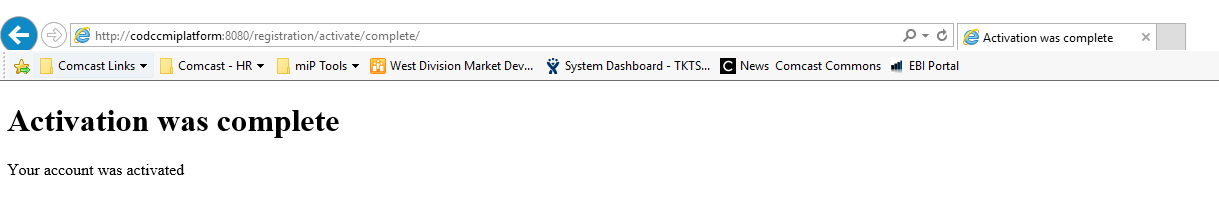 http://codccmiplatform:8080/registration/activate/complete/ Activation was complete
Comcast Links Comcast - HR miP Tools West Division Market Dev... System Dashboard - TKTS... C News Comcast Commons EBI Portal
Activation was complete
Your account was activated